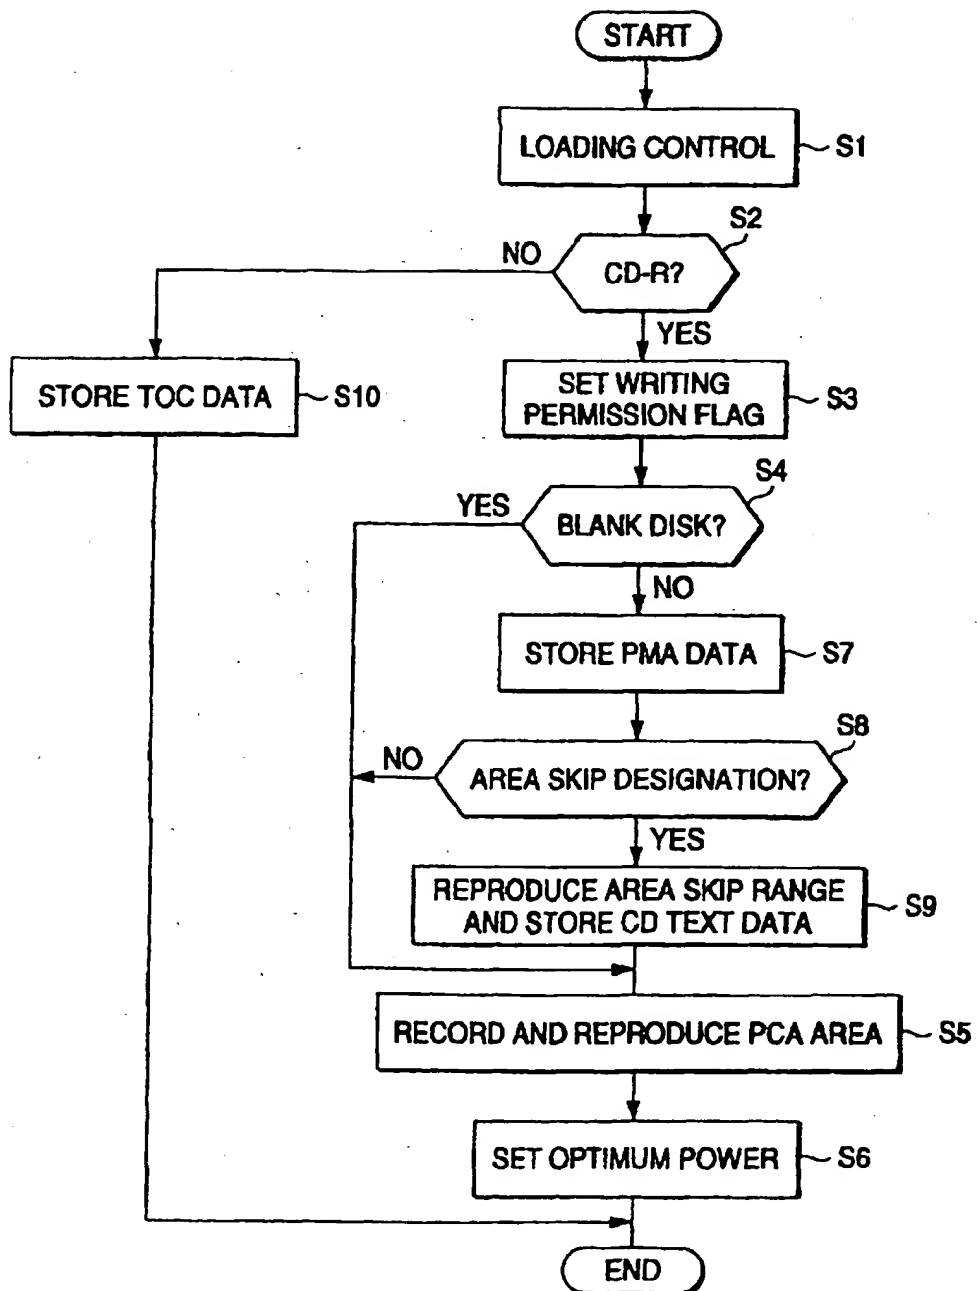 START
LOADING CONTROL
S1
S2
NO
CD-R?
YES
STORE TOC DATA
S10
SET WRITING
PERMISSION FLAG
S3
S4
YES
BLANK DISK?
NO
STORE PMA DATA
S7
S8
NO
AREA SKIP DESIGNATION?
YES
REPRODUCE AREA SKIP RANGE
AND STORE CD TEXT DATA
S9
RECORD AND REPRODUCE PCA AREA
S5
SET OPTIMUM POWER
S6
END